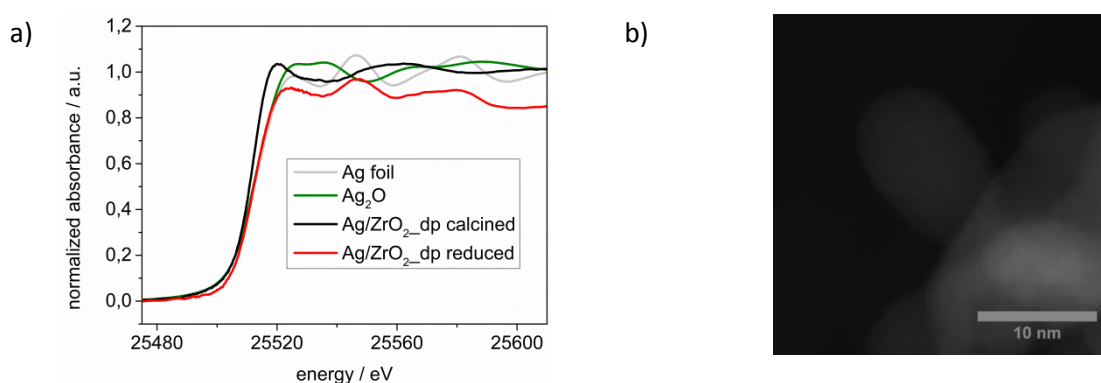 a)
b)
1,2
1,0
0,8
0,6
0,4
0,2
0,0
normalized absorbance / a.u.
Ag foil
Ag₂O
Ag/ZrO₂_dp calcined
Ag/ZrO₂_dp reduced
25480
25520
25560
25600
energy / eV
10 nm